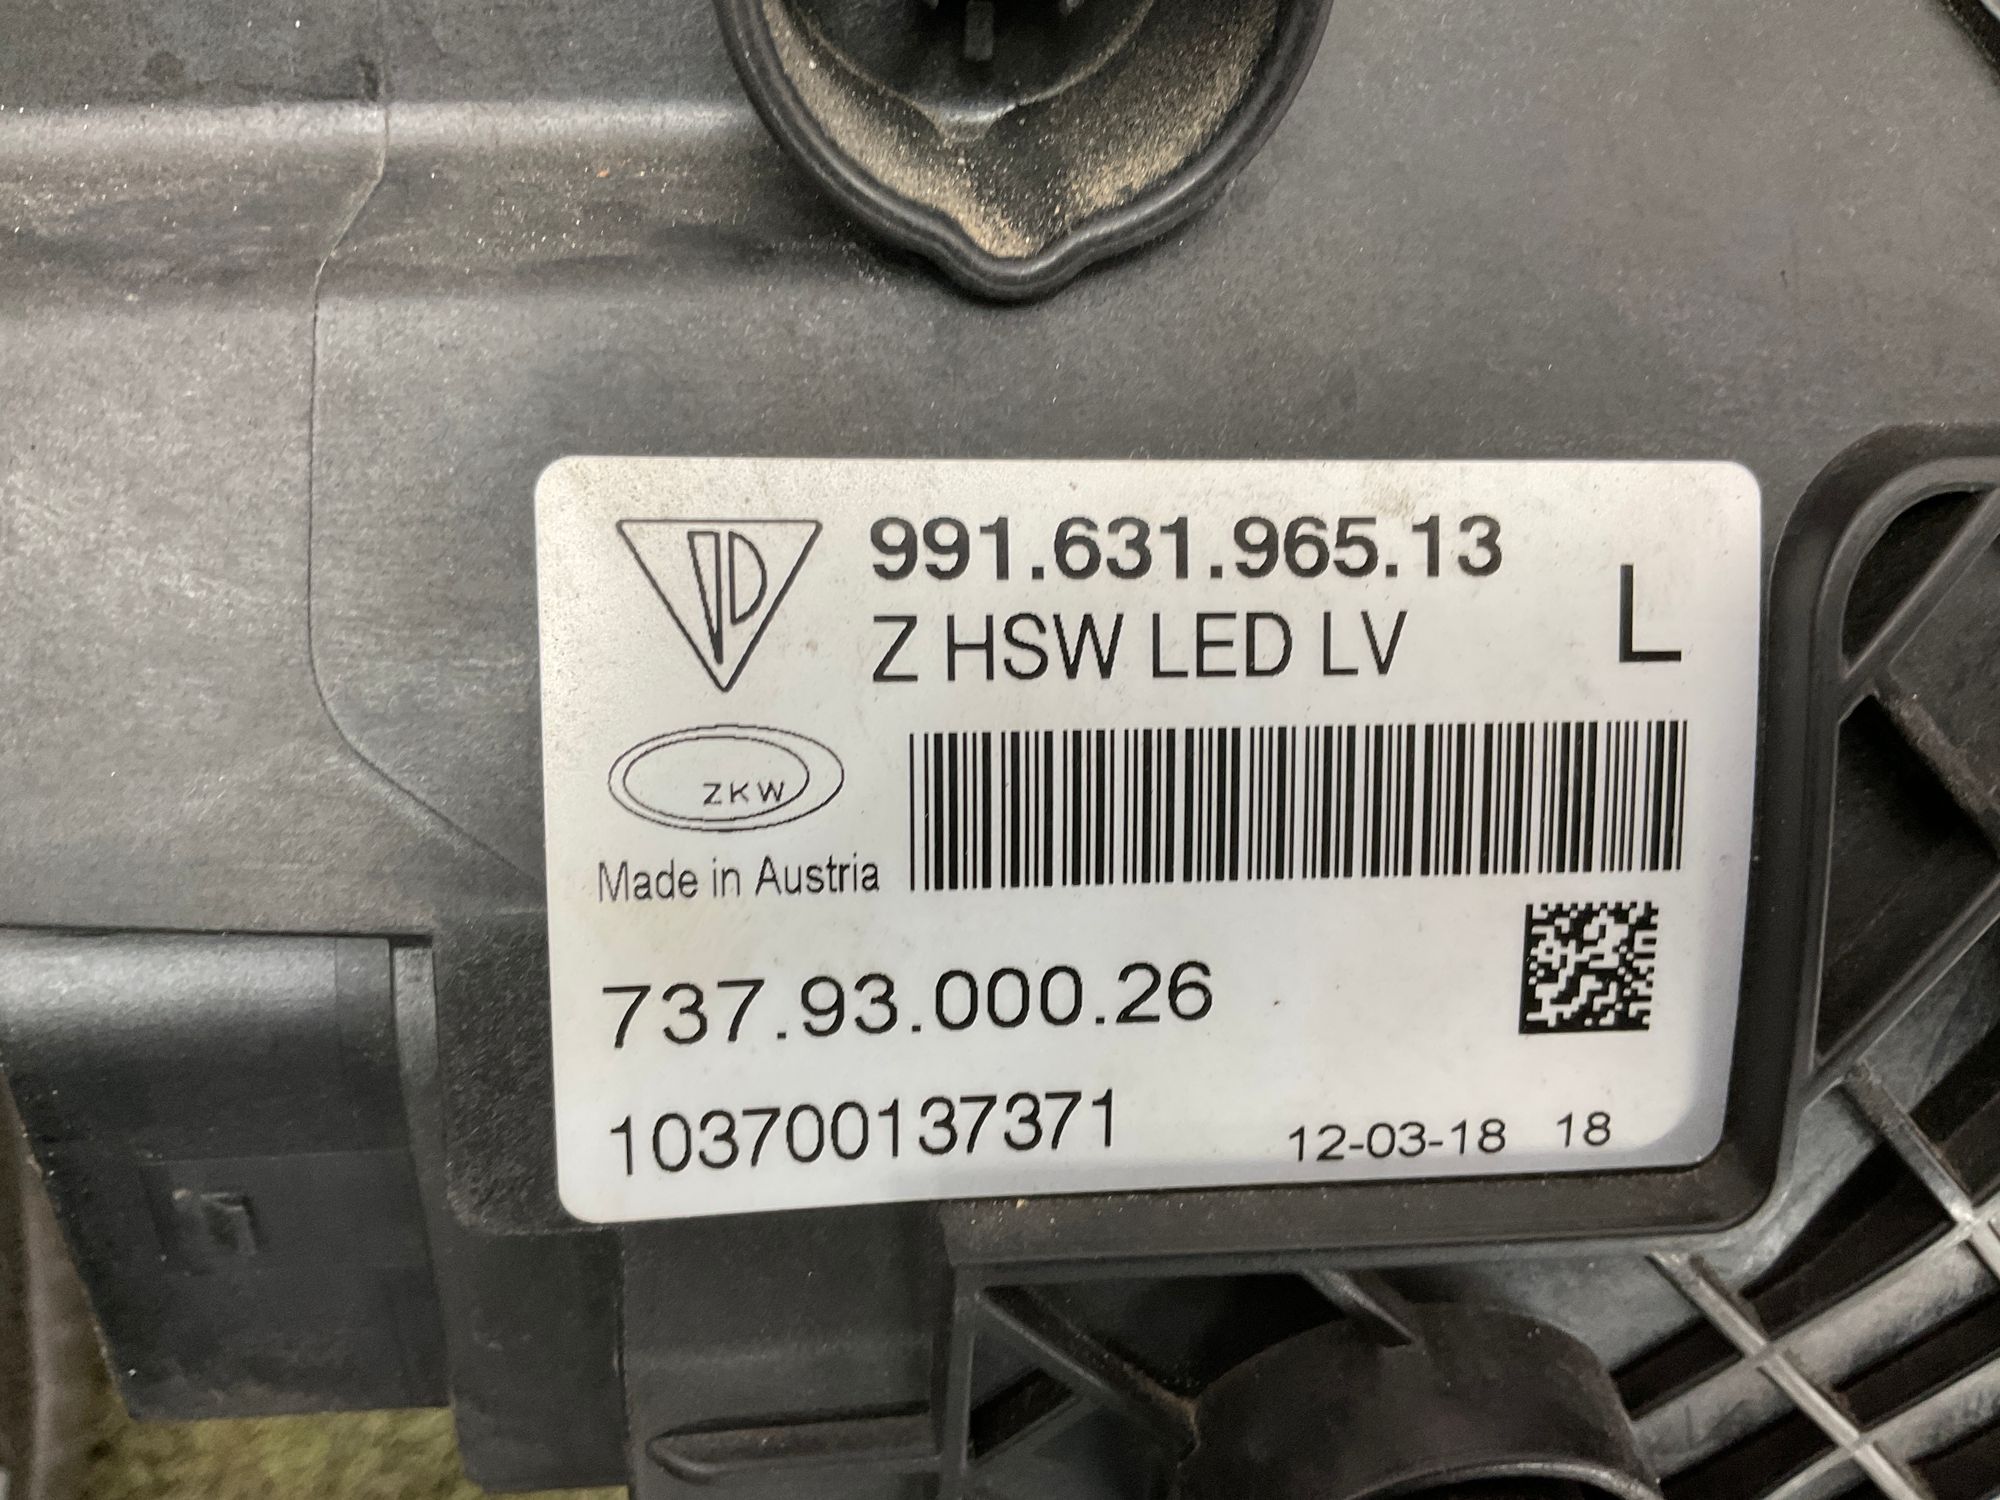 991.631.965.13
Z HSW LED LV
L
ZKW
Made in Austria
737.93.000.26
103700137371
12-03-18 18